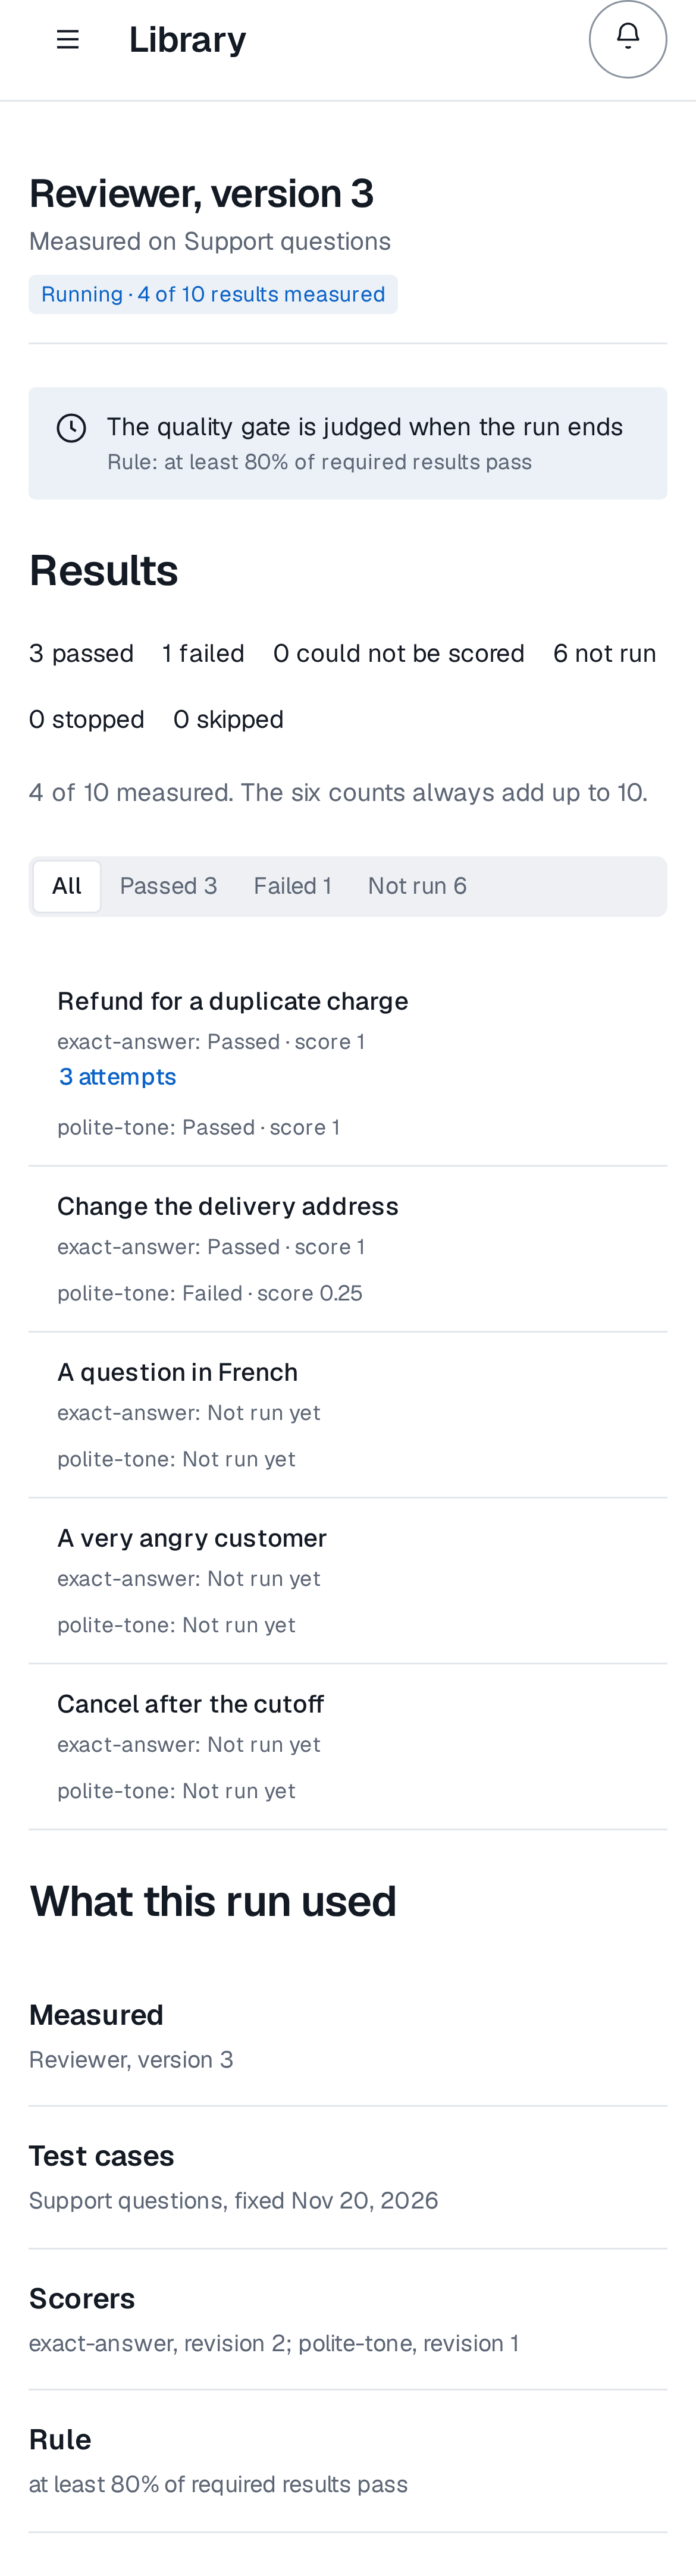 Library
Reviewer, version 3
Measured on Support questions
Running · 4 of 10 results measured
The quality gate is judged when the run ends
Rule: at least 80% of required results pass
Results
3 passed 1 failed 0 could not be scored 6 not run
0 stopped 0 skipped
4 of 10 measured. The six counts always add up to 10.
All Passed 3 Failed 1 Not run 6
Refund for a duplicate charge
exact-answer: Passed · score 1
3 attempts
polite-tone: Passed · score 1
Change the delivery address
exact-answer: Passed · score 1
polite-tone: Failed · score 0.25
A question in French
exact-answer: Not run yet
polite-tone: Not run yet
A very angry customer
exact-answer: Not run yet
polite-tone: Not run yet
Cancel after the cutoff
exact-answer: Not run yet
polite-tone: Not run yet
What this run used
Measured
Reviewer, version 3
Test cases
Support questions, fixed Nov 20, 2026
Scorers
exact-answer, revision 2; polite-tone, revision 1
Rule
at least 80% of required results pass